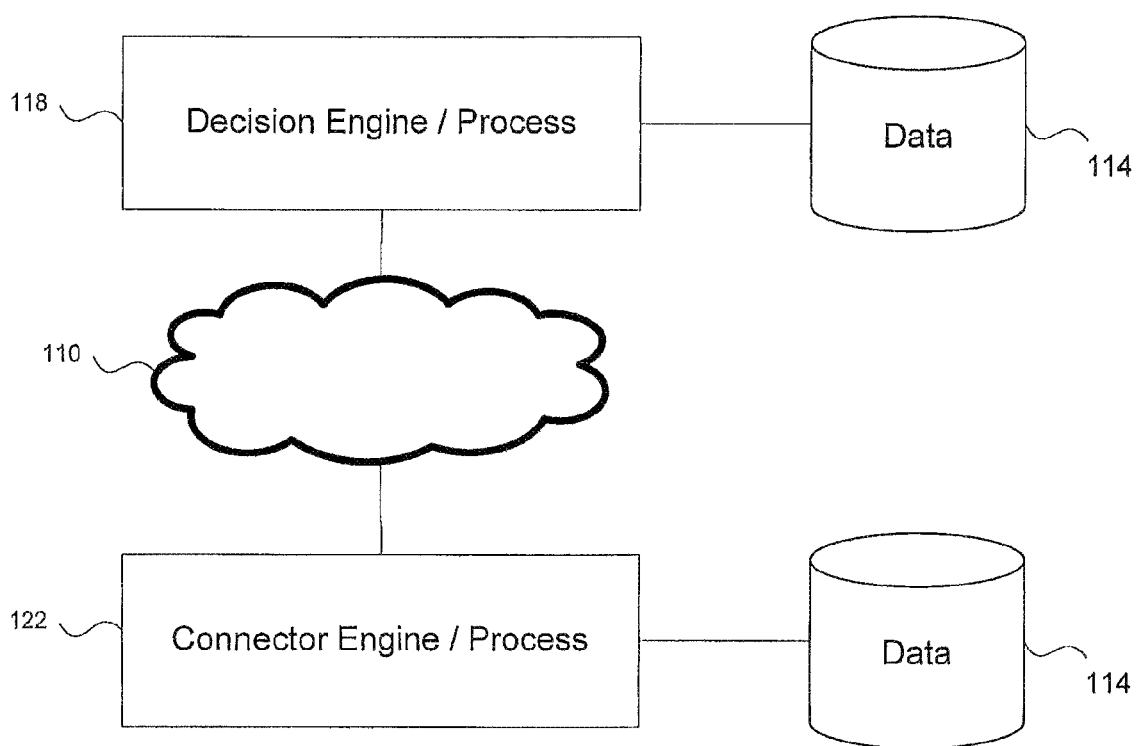 118
Decision Engine / Process
Data
114
110
122
Connector Engine / Process
Data
114